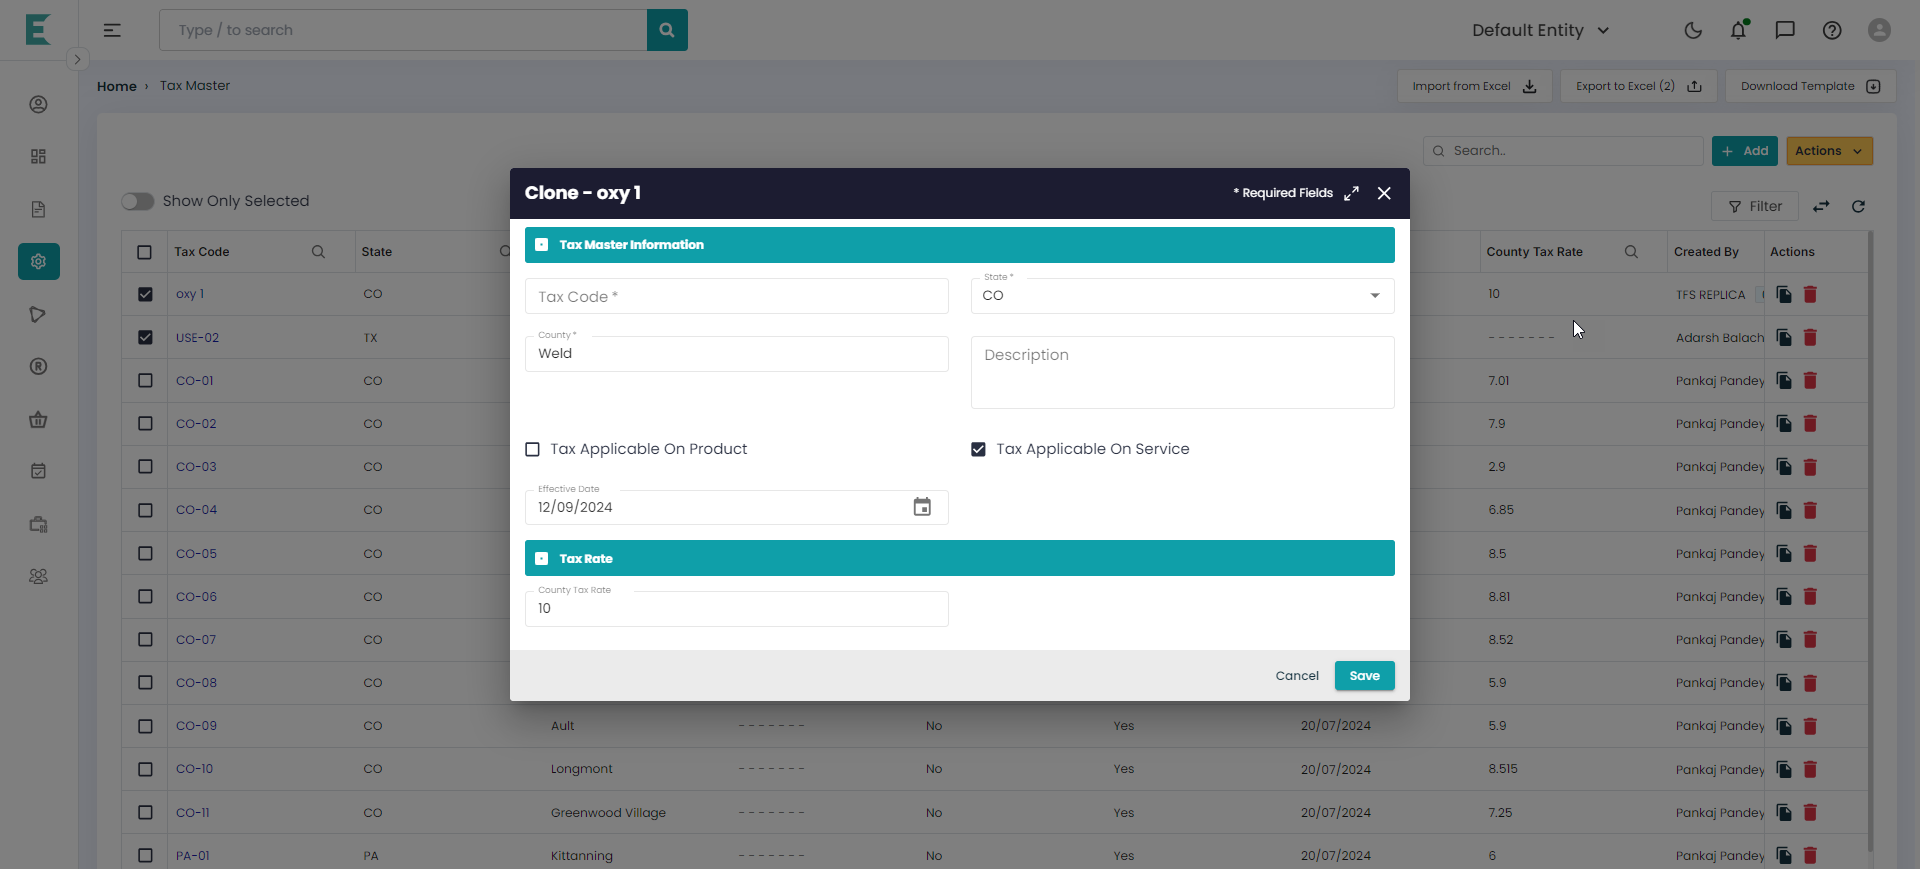 E
Type / to search
Default Entity
Home › Tax Master
Import from Excel
Export to Excel (2)
Download Template
Search..
+ Add
Actions
Show Only Selected
Filter
Tax Code
State
County Tax Rate
Created By
Actions
oxy 1 CO 10 TFS REPLICA
USE-02 TX - - - - - - - Adarsh Balach
CO-01 CO 7.01 Pankaj Pandey
CO-02 CO 7.9 Pankaj Pandey
CO-03 CO 2.9 Pankaj Pandey
CO-04 CO 6.85 Pankaj Pandey
CO-05 CO 8.5 Pankaj Pandey
CO-06 CO 8.81 Pankaj Pandey
CO-07 CO 8.52 Pankaj Pandey
CO-08 CO 5.9 Pankaj Pandey
CO-09 CO Ault - - - - - - - No Yes 20/07/2024 5.9 Pankaj Pandey
CO-10 CO Longmont - - - - - - - No Yes 20/07/2024 8.515 Pankaj Pandey
CO-11 CO Greenwood Village - - - - - - - No Yes 20/07/2024 7.25 Pankaj Pandey
PA-01 PA Kittanning - - - - - - - No Yes 20/07/2024 6 Pankaj Pandey
Clone - oxy 1
* Required Fields
Tax Master Information
Tax Code *
State *
CO
County *
Weld
Description
Tax Applicable On Product
Tax Applicable On Service
Effective Date
12/09/2024
Tax Rate
County Tax Rate
10
Cancel
Save